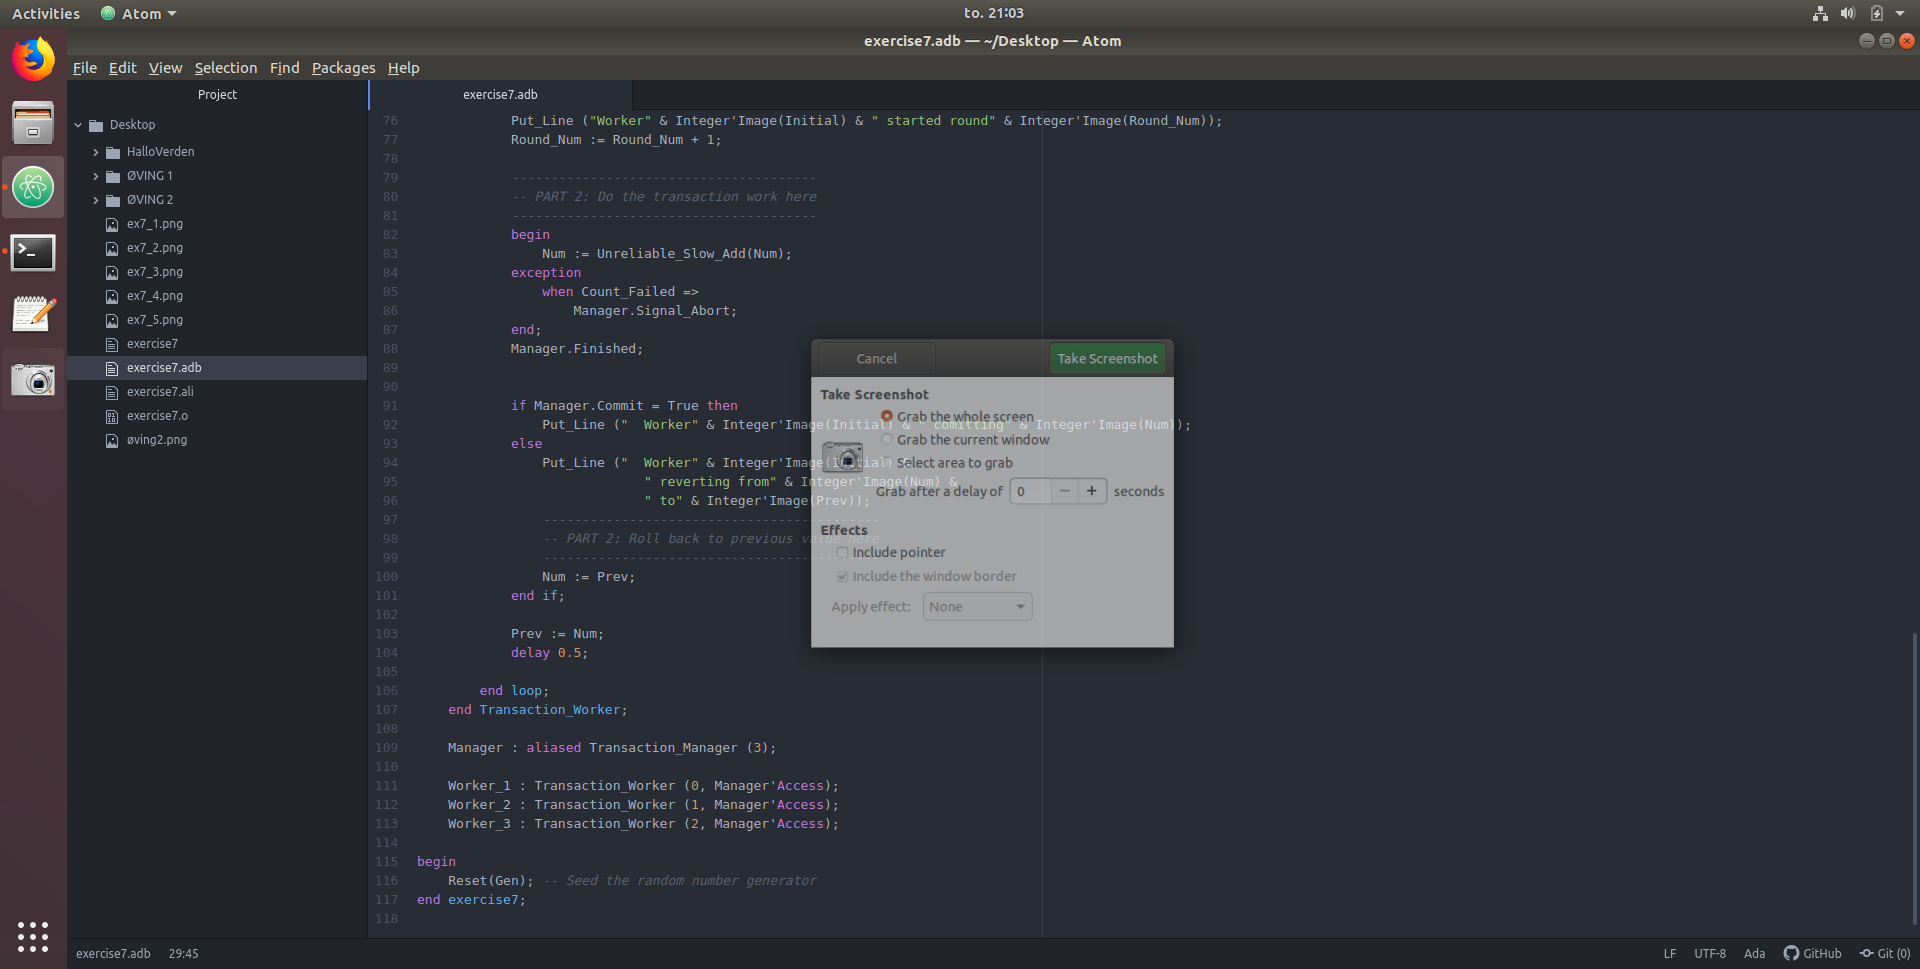 Activities
Atom
to. 21:03
exercise7.adb — ~/Desktop — Atom
File Edit View Selection Find Packages Help
Project
Desktop
HalloVerden
ØVING 1
ØVING 2
ex7_1.png
ex7_2.png
ex7_3.png
ex7_4.png
ex7_5.png
exercise7
exercise7.adb
exercise7.ali
exercise7.o
øving2.png
exercise7.adb
76 Put_Line ("Worker" & Integer'Image(Initial) & " started round" & Integer'Image(Round_Num));
77 Round_Num := Round_Num + 1;
78
79 ---------------------------------------
80 -- PART 2: Do the transaction work here
81 ---------------------------------------
82 begin
83 Num := Unreliable_Slow_Add(Num);
84 exception
85 when Count_Failed =>
86 Manager.Signal_Abort;
87 end;
88 Manager.Finished;
89
90
91 if Manager.Commit = True then
92 Put_Line ("  Worker" & Integer'Image(Initial) & " comitting" & Integer'Image(Num));
93 else
94 Put_Line ("  Worker" & Integer'Image(Initial) &
95 " reverting from" & Integer'Image(Num) &
96 " to" & Integer'Image(Prev));
97 -------------------------------------------
98 -- PART 2: Roll back to previous value here
99 -------------------------------------------
100 Num := Prev;
101 end if;
102
103 Prev := Num;
104 delay 0.5;
105
106 end loop;
107 end Transaction_Worker;
108
109 Manager : aliased Transaction_Manager (3);
110
111 Worker_1 : Transaction_Worker (0, Manager'Access);
112 Worker_2 : Transaction_Worker (1, Manager'Access);
113 Worker_3 : Transaction_Worker (2, Manager'Access);
114
115 begin
116 Reset(Gen); -- Seed the random number generator
117 end exercise7;
118
Cancel
Take Screenshot
Take Screenshot
Grab the whole screen
Grab the current window
Select area to grab
Grab after a delay of 0 − + seconds
Effects
Include pointer
Include the window border
Apply effect: None
exercise7.adb 29:45
LF UTF-8 Ada GitHub Git (0)